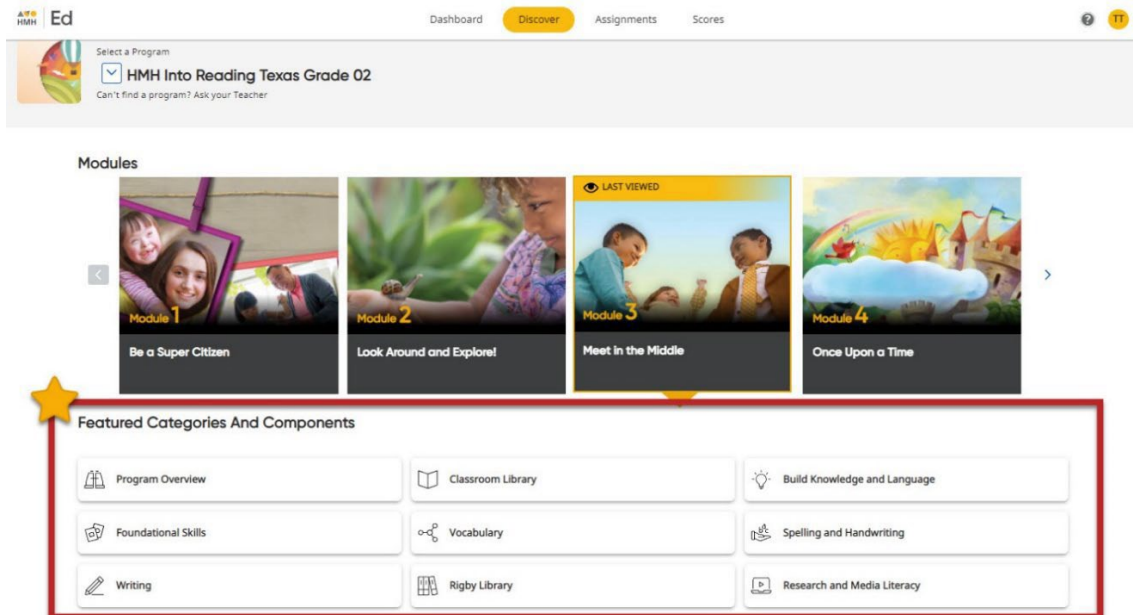 HMH Ed
Dashboard Discover Assignments Scores
? TT
Select a Program
HMH Into Reading Texas Grade 02
Can't find a program? Ask your Teacher
Modules
LAST VIEWED
Module 1
Be a Super Citizen
Module 2
Look Around and Explore!
Module 3
Meet in the Middle
Module 4
Once Upon a Time
Featured Categories And Components
Program Overview
Classroom Library
Build Knowledge and Language
Foundational Skills
Vocabulary
Spelling and Handwriting
Writing
Rigby Library
Research and Media Literacy